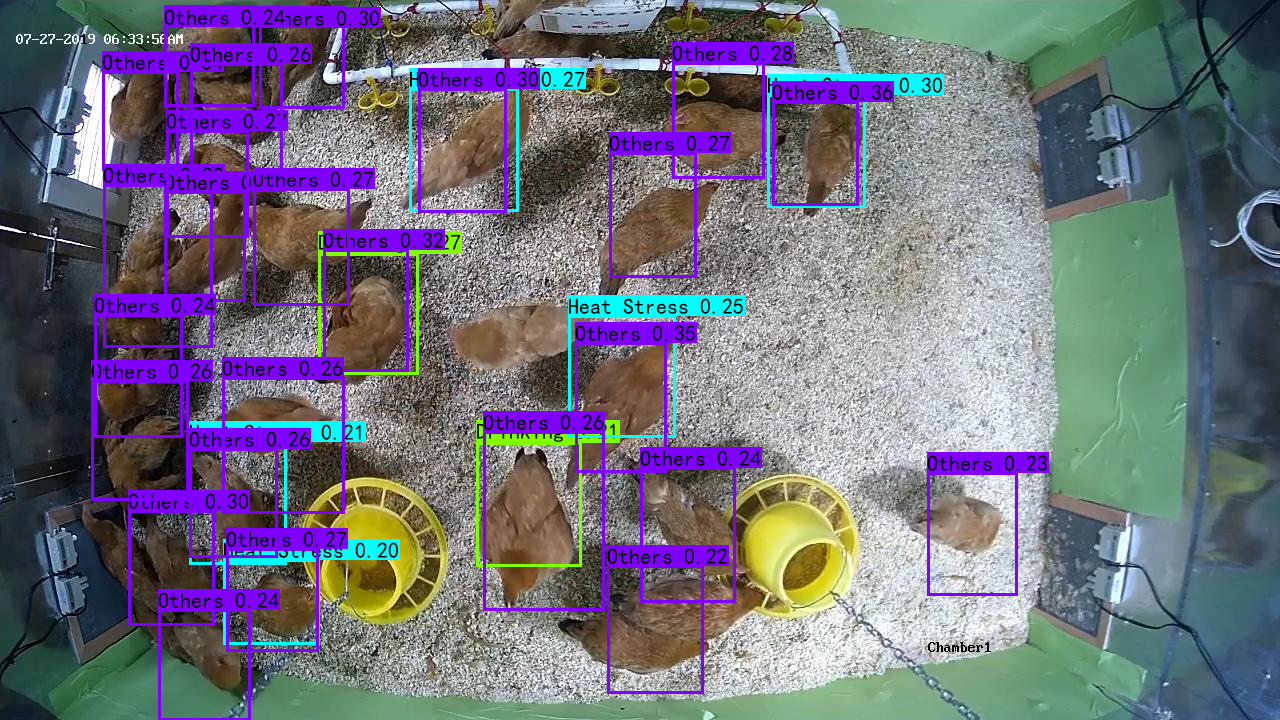 Others 0.24
hers 0.30
07-27-2019 06:33:56AM
Others 0.26
Others 0.28
Others 0.30
0.27
0.30
Others 0.36
Others 0.27
Others 0.27
Others 0.27
Others 0.32
27
Others 0.24
Heat Stress 0.25
Others 0.35
Others 0.26
Others 0.26
0.21
Others 0.26
Others 0.26
Drinking
Others 0.24
Others 0.23
Others 0.30
Others 0.27
Heat Stress 0.20
Others 0.22
Others 0.24
Chamber1